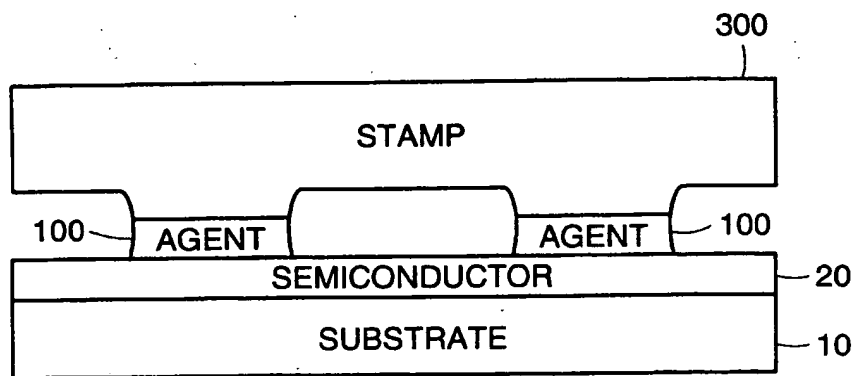 300
STAMP
100 AGENT AGENT 100
SEMICONDUCTOR 20
SUBSTRATE 10